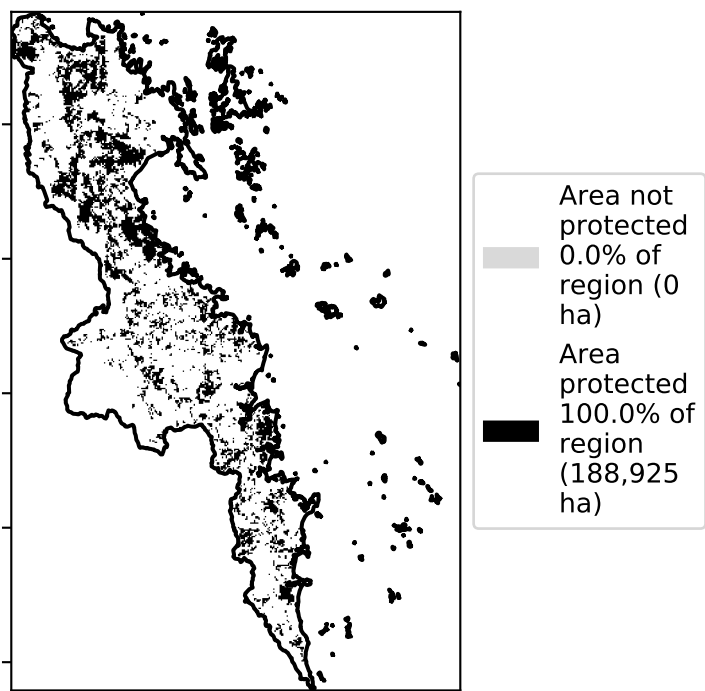 Area not
protected
0.0% of
region (0
ha)
Area
protected
100.0% of
region
(188,925
ha)